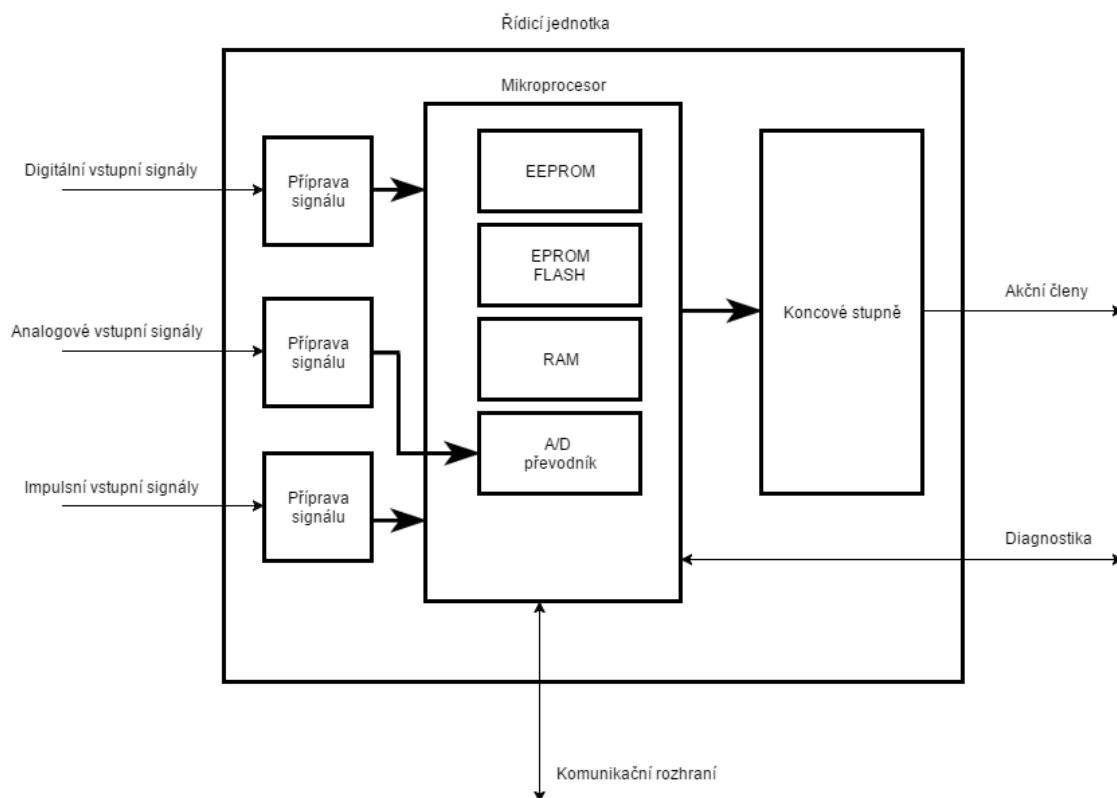 Řídicí jednotka
Mikroprocesor
Digitální vstupní signály
Příprava
signálu
EEPROM
EPROM
FLASH
Analogové vstupní signály
Příprava
signálu
RAM
Koncové stupně
Akční členy
A/D
převodník
Impulsní vstupní signály
Příprava
signálu
Diagnostika
Komunikační rozhraní